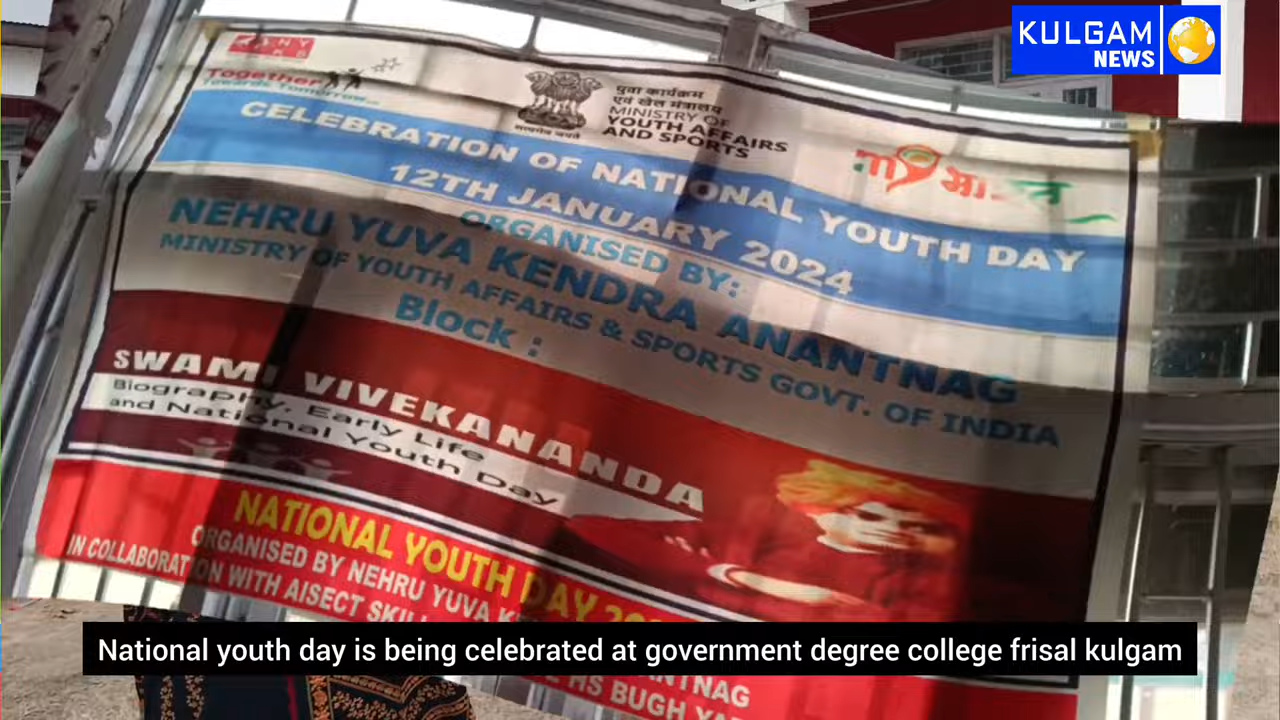 KULGAM
NEWS
Together
Towards Tomorrow...
सत्यमेव जयते
युवा कार्यक्रम
एवं खेल मंत्रालय
MINISTRY OF
YOUTH AFFAIRS
AND SPORTS
CELEBRATION OF NATIONAL YOUTH DAY
12TH JANUARY 2024
ORGANISED BY:
NEHRU YUVA KENDRA ANANTNAG
MINISTRY OF YOUTH AFFAIRS & SPORTS GOVT. OF INDIA
Block :
SWAMI VIVEKANANDA
Biography, Early Life
and National Youth Day
NATIONAL YOUTH DAY
ORGANISED BY NEHRU YUVA
IN COLLABORATION WITH AISECT
HS BUGH
National youth day is being celebrated at government degree college frisal kulgam